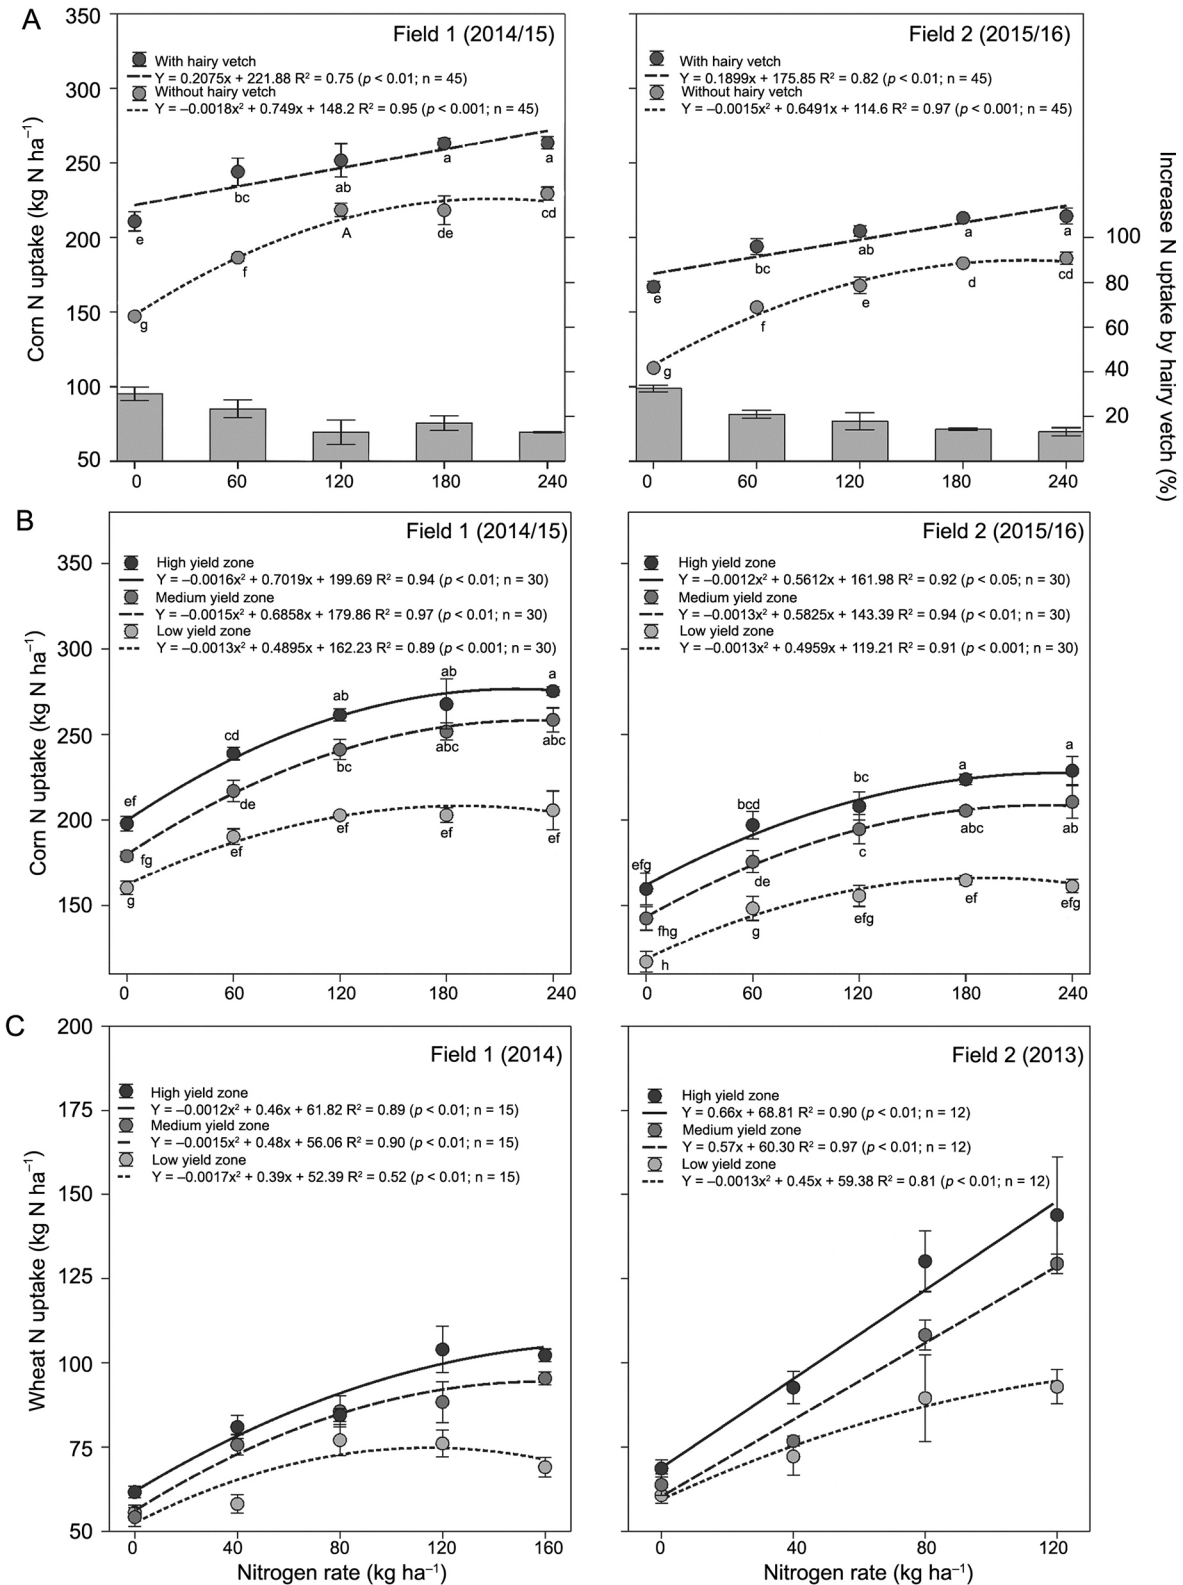 A
Field 1 (2014/15)
With hairy vetch
Y = 0.2075x + 221.88 R² = 0.75 (p < 0.01; n = 45)
Without hairy vetch
Y = –0.0018x² + 0.749x + 148.2 R² = 0.95 (p < 0.001; n = 45)
Corn N uptake (kg N ha⁻¹)
350
300
250
200
150
100
50
e
bc
ab
a
a
g
f
A
de
cd
0 60 120 180 240
Field 2 (2015/16)
With hairy vetch
Y = 0.1899x + 175.85 R² = 0.82 (p < 0.01; n = 45)
Without hairy vetch
Y = –0.0015x² + 0.6491x + 114.6 R² = 0.97 (p < 0.001; n = 45)
e
bc
ab
a
a
g
f
e
d
cd
100
80
60
40
20
Increase N uptake by hairy vetch (%)
0 60 120 180 240
B
Field 1 (2014/15)
High yield zone
Y = –0.0016x² + 0.7019x + 199.69 R² = 0.94 (p < 0.01; n = 30)
Medium yield zone
Y = –0.0015x² + 0.6858x + 179.86 R² = 0.97 (p < 0.01; n = 30)
Low yield zone
Y = –0.0013x² + 0.4895x + 162.23 R² = 0.89 (p < 0.001; n = 30)
Corn N uptake (kg N ha⁻¹)
350
300
250
200
150
ef
cd
ab
ab
a
fg
de
bc
abc
abc
g
ef
ef
ef
ef
0 60 120 180 240
Field 2 (2015/16)
High yield zone
Y = –0.0012x² + 0.5612x + 161.98 R² = 0.92 (p < 0.05; n = 30)
Medium yield zone
Y = –0.0013x² + 0.5825x + 143.39 R² = 0.94 (p < 0.01; n = 30)
Low yield zone
Y = –0.0013x² + 0.4959x + 119.21 R² = 0.91 (p < 0.001; n = 30)
efg
bcd
bc
a
a
fhg
de
c
abc
ab
h
g
efg
ef
efg
0 60 120 180 240
C
Field 1 (2014)
High yield zone
Y = –0.0012x² + 0.46x + 61.82 R² = 0.89 (p < 0.01; n = 15)
Medium yield zone
Y = –0.0015x² + 0.48x + 56.06 R² = 0.90 (p < 0.01; n = 15)
Low yield zone
Y = –0.0017x² + 0.39x + 52.39 R² = 0.52 (p < 0.01; n = 15)
Wheat N uptake (kg N ha⁻¹)
200
175
150
125
100
75
50
0 40 80 120 160
Nitrogen rate (kg ha⁻¹)
Field 2 (2013)
High yield zone
Y = 0.66x + 68.81 R² = 0.90 (p < 0.01; n = 12)
Medium yield zone
Y = 0.57x + 60.30 R² = 0.97 (p < 0.01; n = 12)
Low yield zone
Y = –0.0013x² + 0.45x + 59.38 R² = 0.81 (p < 0.01; n = 12)
0 40 80 120
Nitrogen rate (kg ha⁻¹)